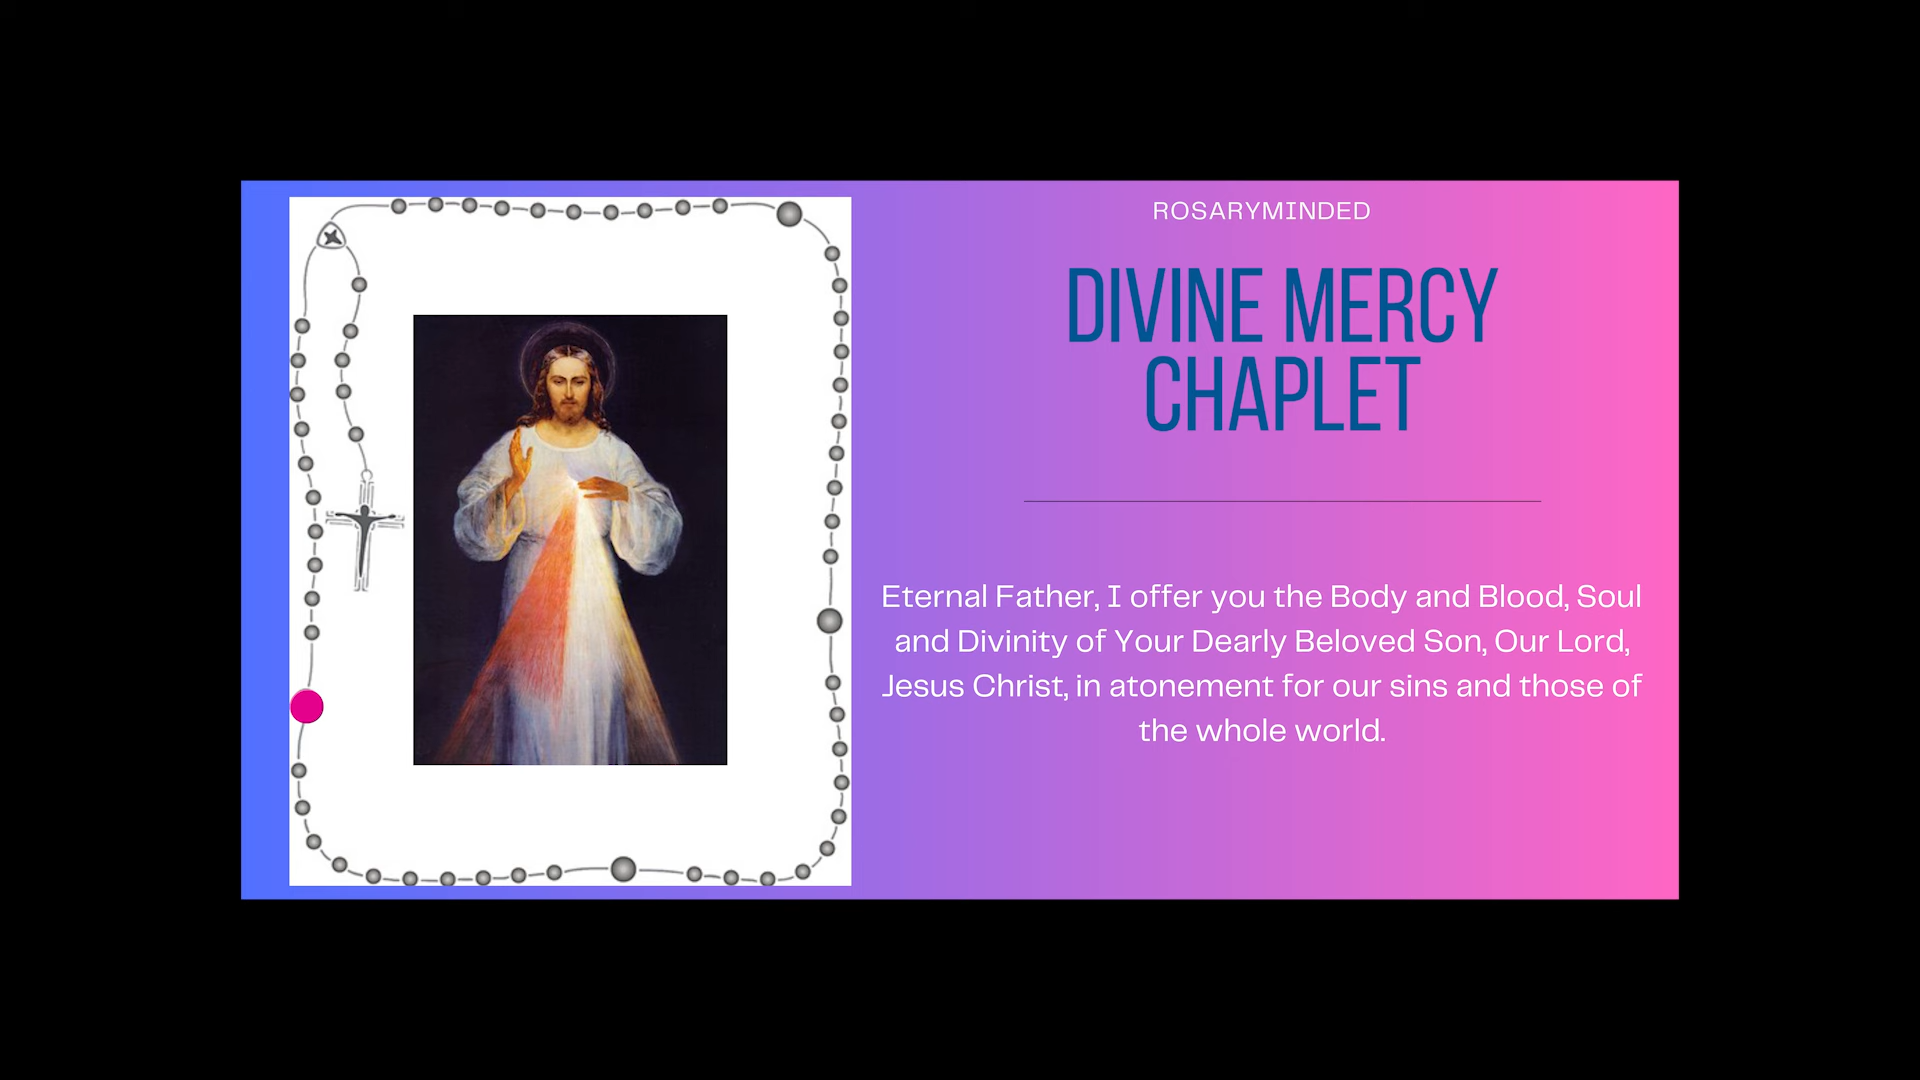 ROSARYMINDED
DIVINE MERCY
CHAPLET
Eternal Father, I offer you the Body and Blood, Soul
and Divinity of Your Dearly Beloved Son, Our Lord,
Jesus Christ, in atonement for our sins and those of
the whole world.